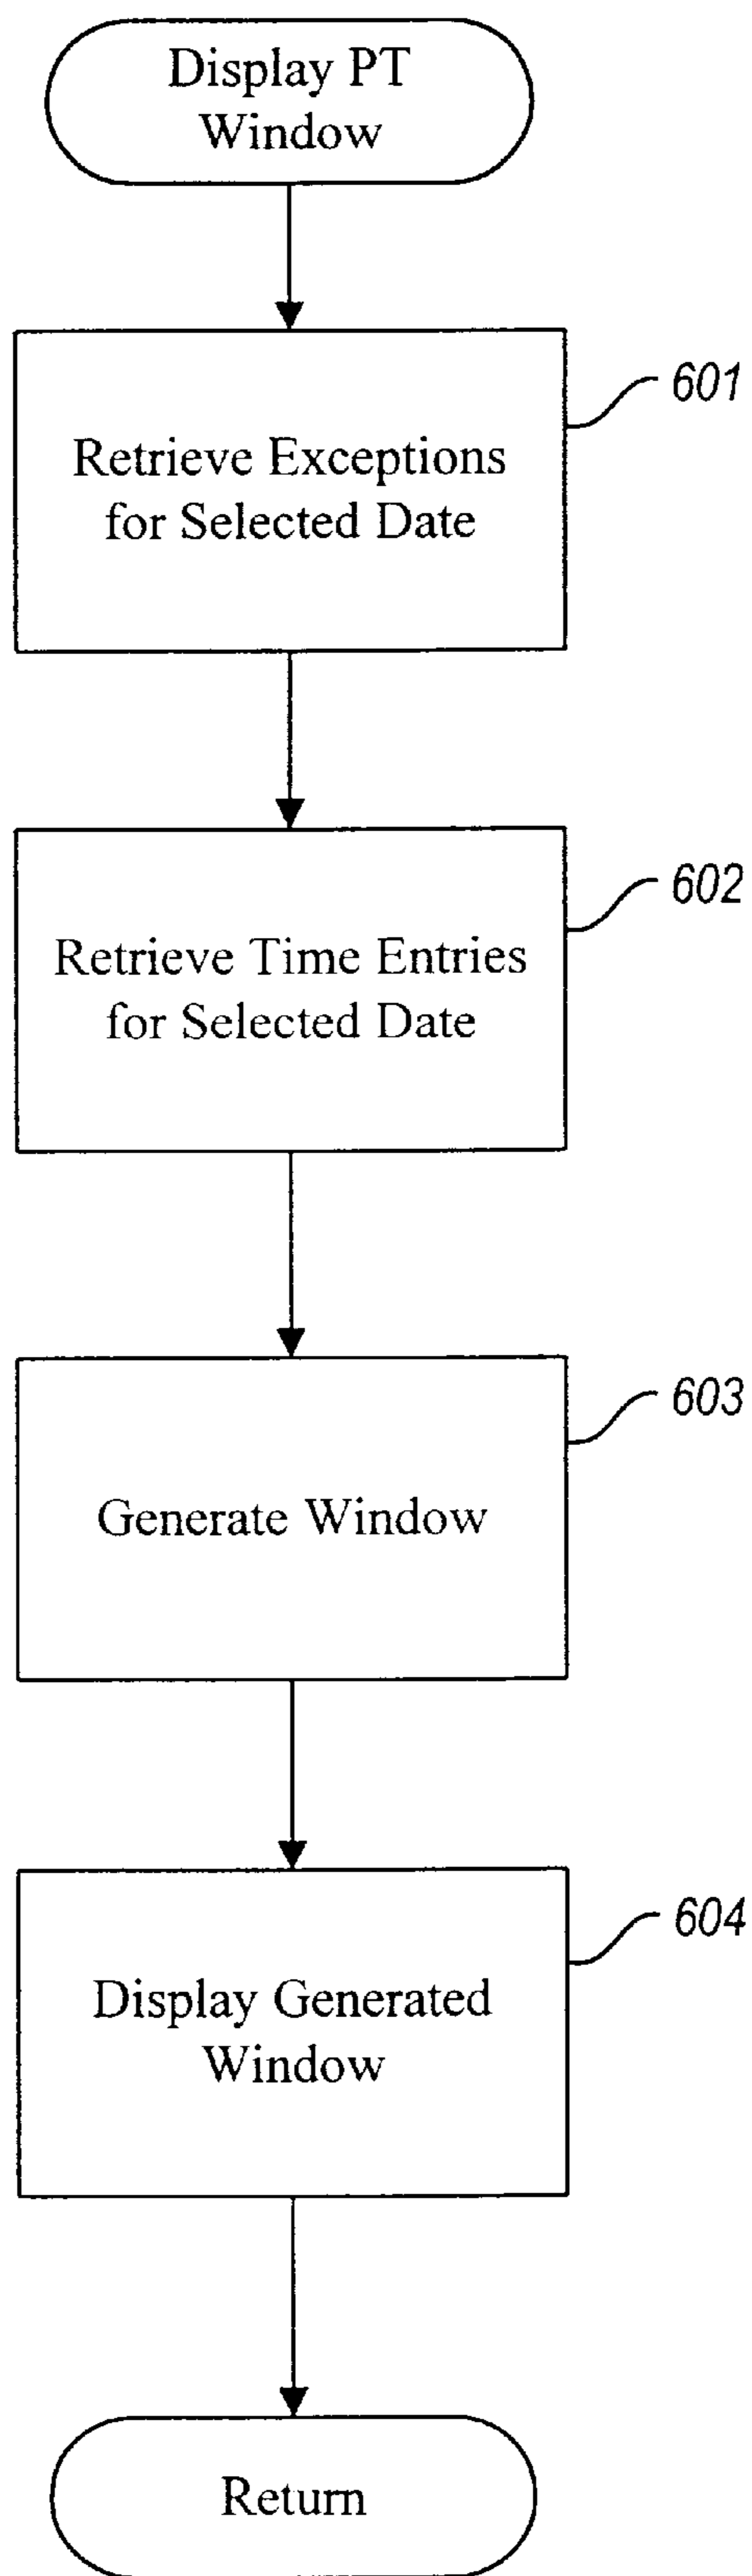 Display PT
Window
601
Retrieve Exceptions
for Selected Date
602
Retrieve Time Entries
for Selected Date
603
Generate Window
604
Display Generated
Window
Return